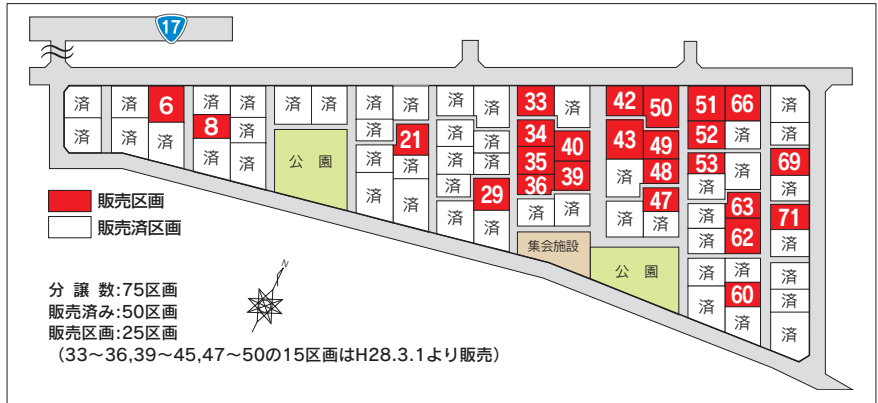 17
済 済 6 済 済 済 済 済 済 済 済 33 済 42 50 51 66 済
済 済 済 8 済 済 21 済 済 34 43 49 52 済 済
済 済 公園 済 済 済 済 35 40 53 済 69
済 済 36 39 済 48 済 済
販売区画 済 29 済 済 47 済 63 71
販売済区画 済 済 済 済 済 62 済
集会施設
公園 済 済 済
分譲数:75区画
販売済み:50区画
販売区画:25区画
(33〜36,39〜45,47〜50の15区画はH28.3.1より販売)
N
済 60 済
済 済